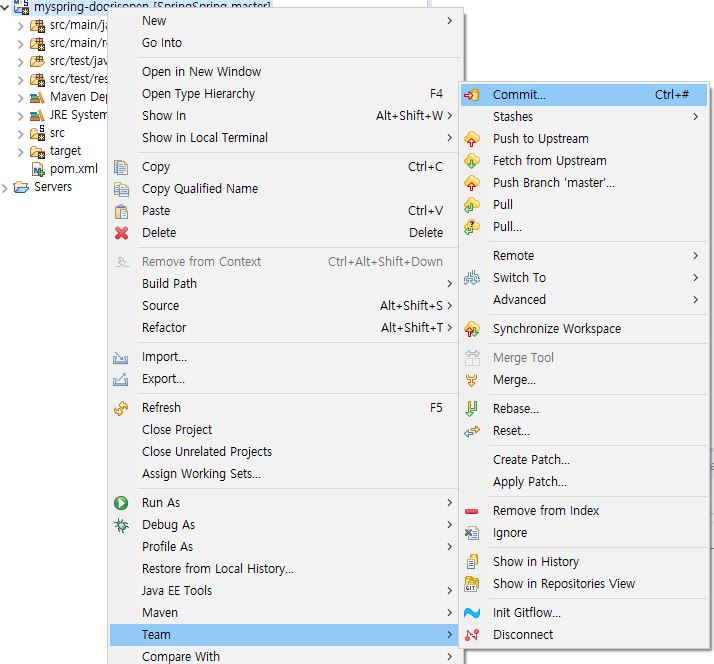 myspring-doorisopen [SpringSpring master]
src/main/ja
src/main/re
src/test/jav
src/test/res
Maven Dep
JRE System
src
target
pom.xml
Servers
New
Go Into
Open in New Window
Open Type Hierarchy F4
Show In Alt+Shift+W
Show in Local Terminal
Copy Ctrl+C
Copy Qualified Name
Paste Ctrl+V
Delete Delete
Remove from Context Ctrl+Alt+Shift+Down
Build Path
Source Alt+Shift+S
Refactor Alt+Shift+T
Import...
Export...
Refresh F5
Close Project
Close Unrelated Projects
Assign Working Sets...
Run As
Debug As
Profile As
Restore from Local History...
Java EE Tools
Maven
Team
Compare With
Commit... Ctrl+#
Stashes
Push to Upstream
Fetch from Upstream
Push Branch 'master'...
Pull
Pull...
Remote
Switch To
Advanced
Synchronize Workspace
Merge Tool
Merge...
Rebase...
Reset...
Create Patch...
Apply Patch...
Remove from Index
Ignore
Show in History
Show in Repositories View
Init Gitflow...
Disconnect